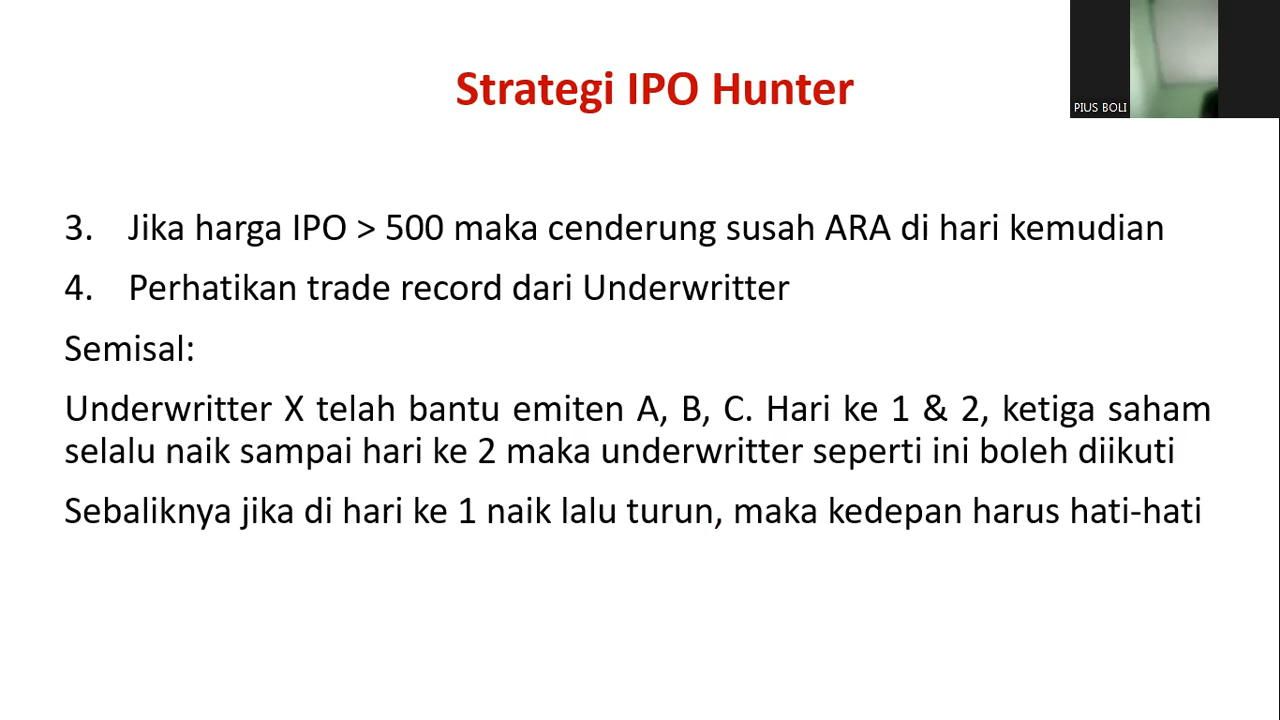 Strategi IPO Hunter
PIUS BOLI
3. Jika harga IPO > 500 maka cenderung susah ARA di hari kemudian
4. Perhatikan trade record dari Underwritter
Semisal:
Underwritter X telah bantu emiten A, B, C. Hari ke 1 & 2, ketiga saham
selalu naik sampai hari ke 2 maka underwritter seperti ini boleh diikuti
Sebaliknya jika di hari ke 1 naik lalu turun, maka kedepan harus hati-hati